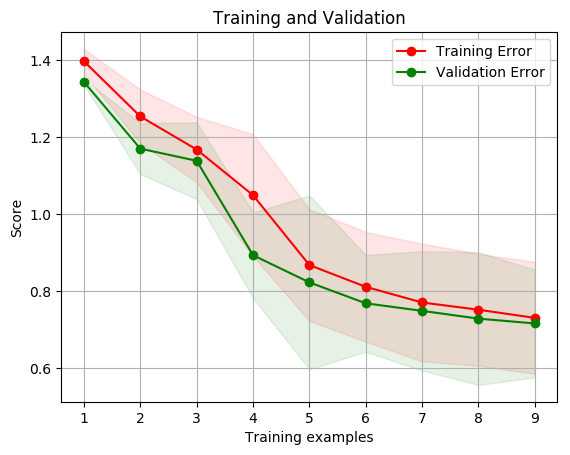 Training and Validation
Training Error
Validation Error
1.4
1.2
1.0
0.8
0.6
Score
1 2 3 4 5 6 7 8 9
Training examples